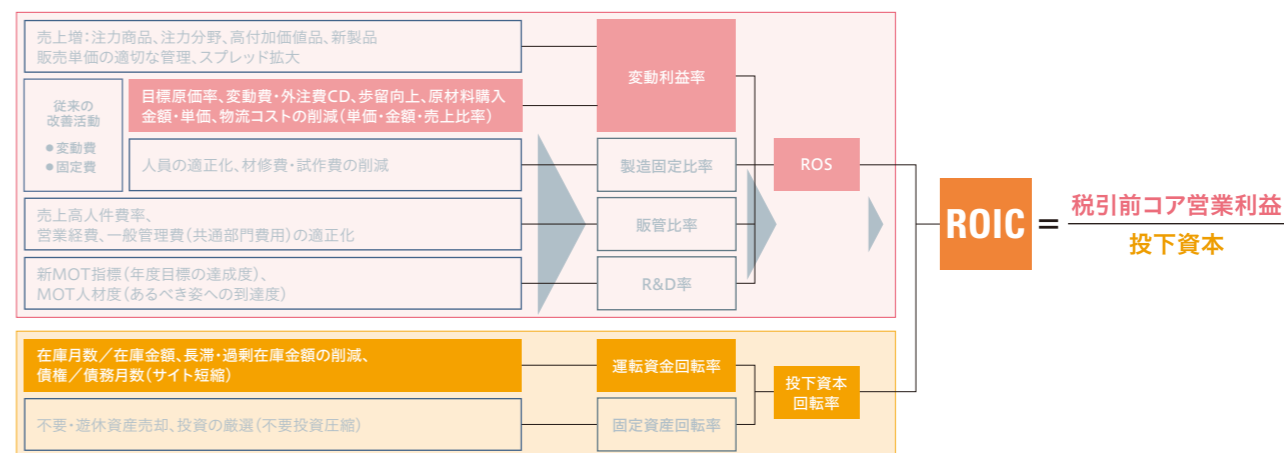 売上増：注力商品、注力分野、高付加価値品、新製品
販売単価の適切な管理、スプレッド拡大
従来の
改善活動
●変動費
●固定費
目標原価率、変動費・外注費CD、歩留向上、原材料購入
金額・単価、物流コストの削減（単価・金額・売上比率）
人員の適正化、材修費・試作費の削減
売上高人件費率、
営業経費、一般管理費（共通部門費用）の適正化
新MOT指標（年度目標の達成度）、
MOT人材度（あるべき姿への到達度）
変動利益率
製造固定比率
販管比率
R&D率
ROS
在庫月数／在庫金額、長滞・過剰在庫金額の削減、
債権／債務月数（サイト短縮）
不要・遊休資産売却、投資の厳選（不要投資圧縮）
運転資金回転率
固定資産回転率
投下資本
回転率
ROIC =
税引前コア営業利益
投下資本